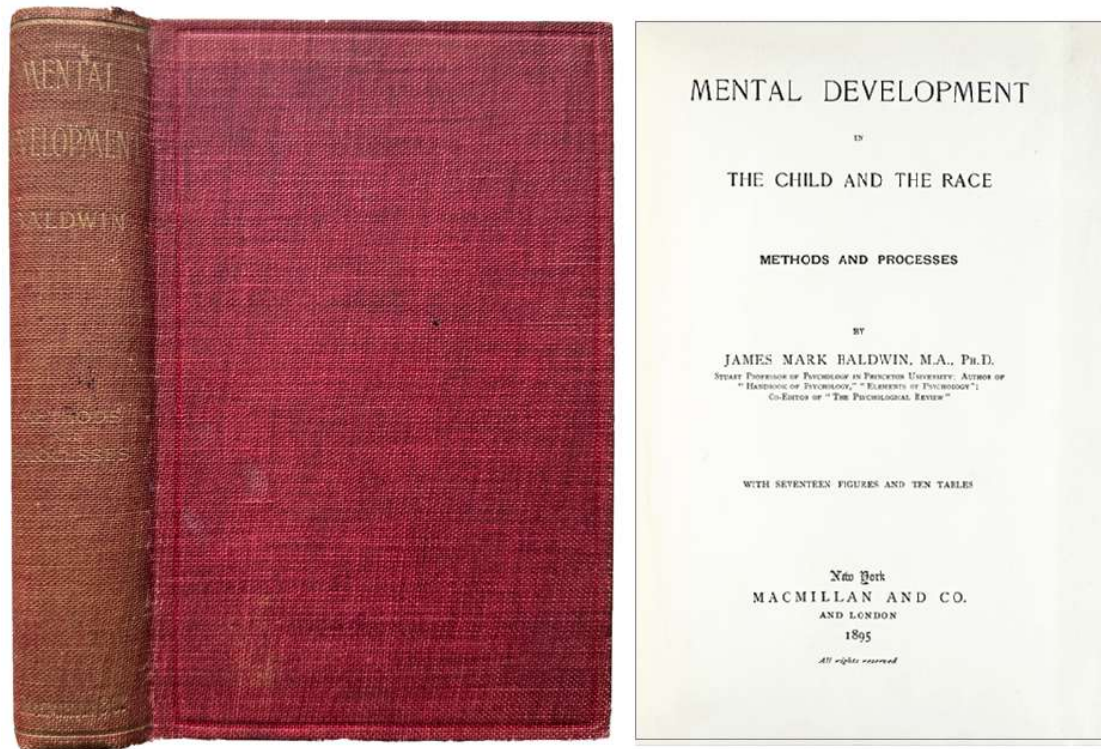 MENTAL
BALDWIN
MENTAL DEVELOPMENT
IN
THE CHILD AND THE RACE
METHODS AND PROCESSES
BY
JAMES MARK BALDWIN, M.A., PH.D.
STUART PROFESSOR OF PSYCHOLOGY IN PRINCETON UNIVERSITY; AUTHOR OF
"HANDBOOK OF PSYCHOLOGY," "ELEMENTS OF PSYCHOLOGY";
CO-EDITOR OF "THE PSYCHOLOGICAL REVIEW"
WITH SEVENTEEN FIGURES AND TEN TABLES
New York
MACMILLAN AND CO.
AND LONDON
1895
All rights reserved